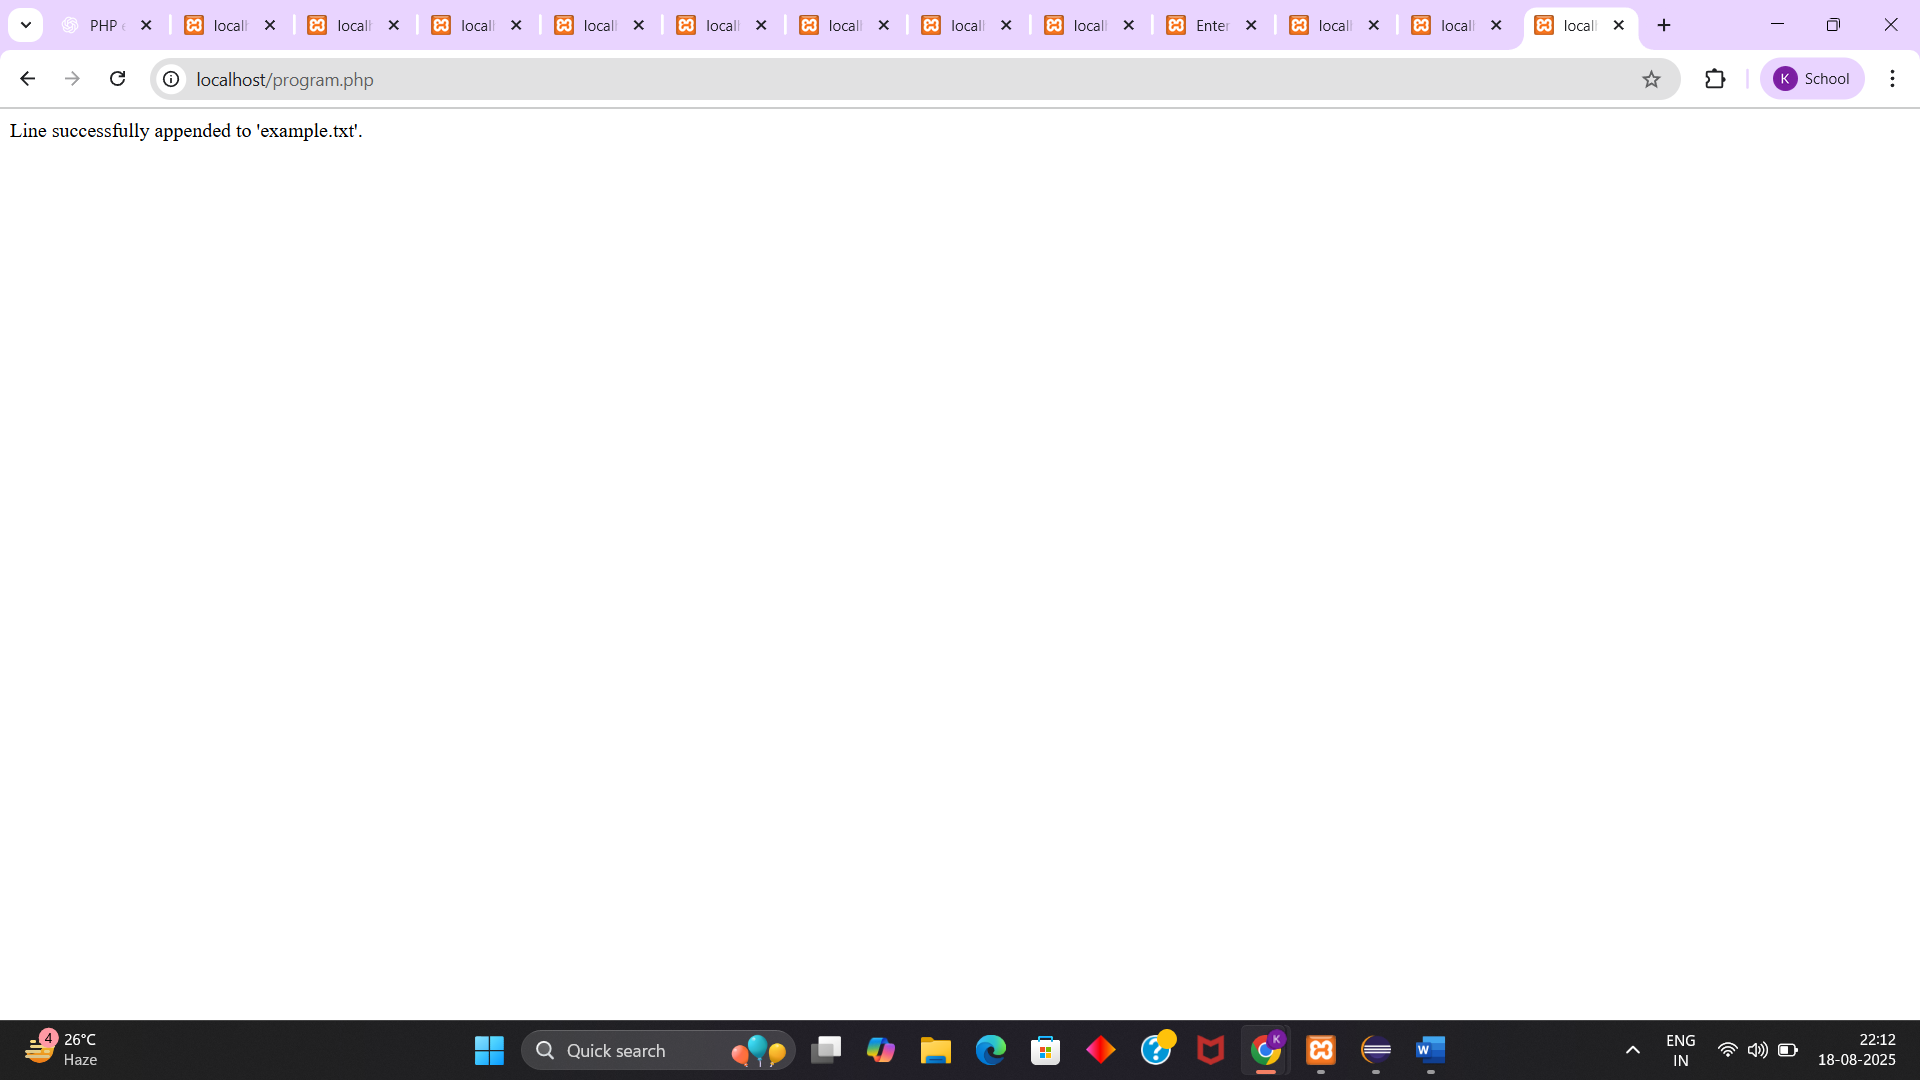 PHP
locall
locall
locall
locall
locall
locall
locall
locall
Enter
locall
locall
locall
localhost/program.php
K
School
Line successfully appended to 'example.txt'.
4
26°C
Haze
Quick search
K
W
ENG
IN
22:12
18-08-2025